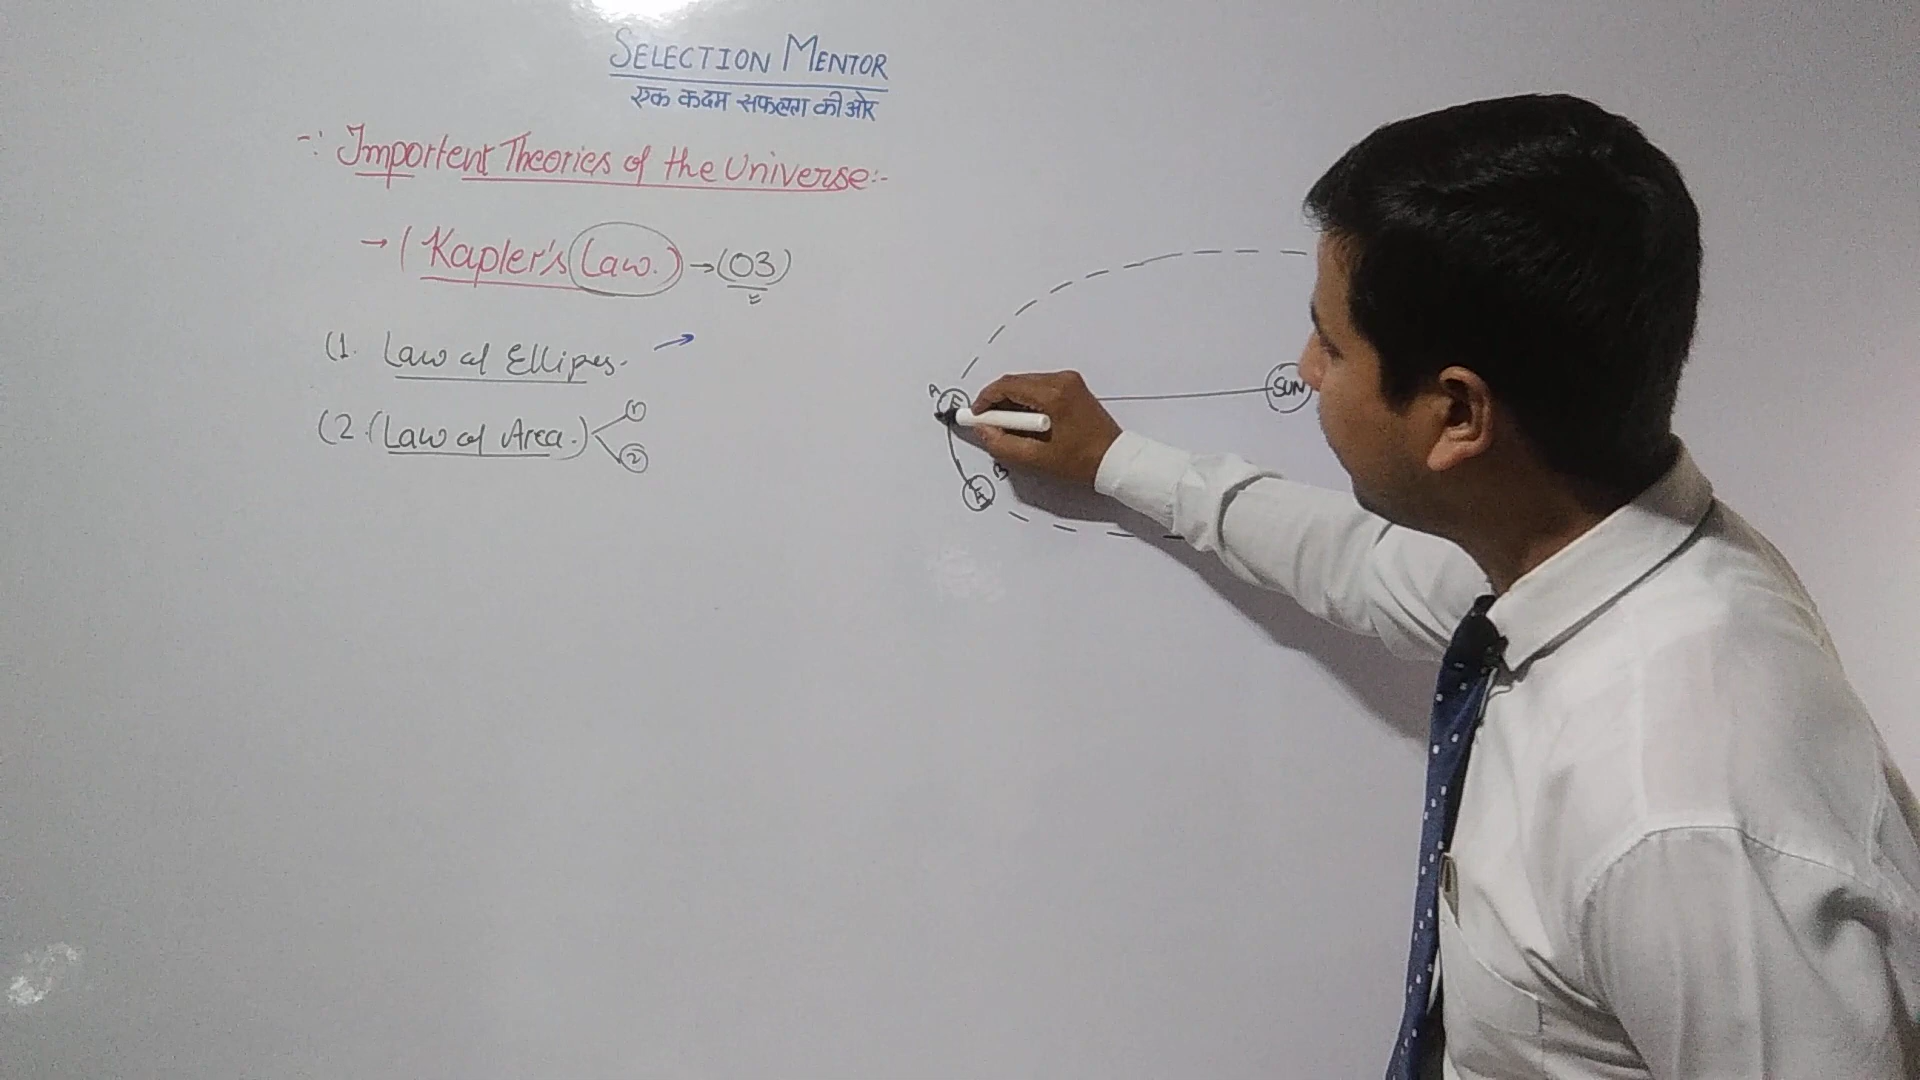 SELECTION MENTOR
एक कदम सफलता की ओर
-: Importent Theories of the Universe:-
→ ( Kapler's (Law.) → (03)
(1. Law of Ellipes. →
(2. (Law of Area.) ① ②
A
E
SUN
B
E